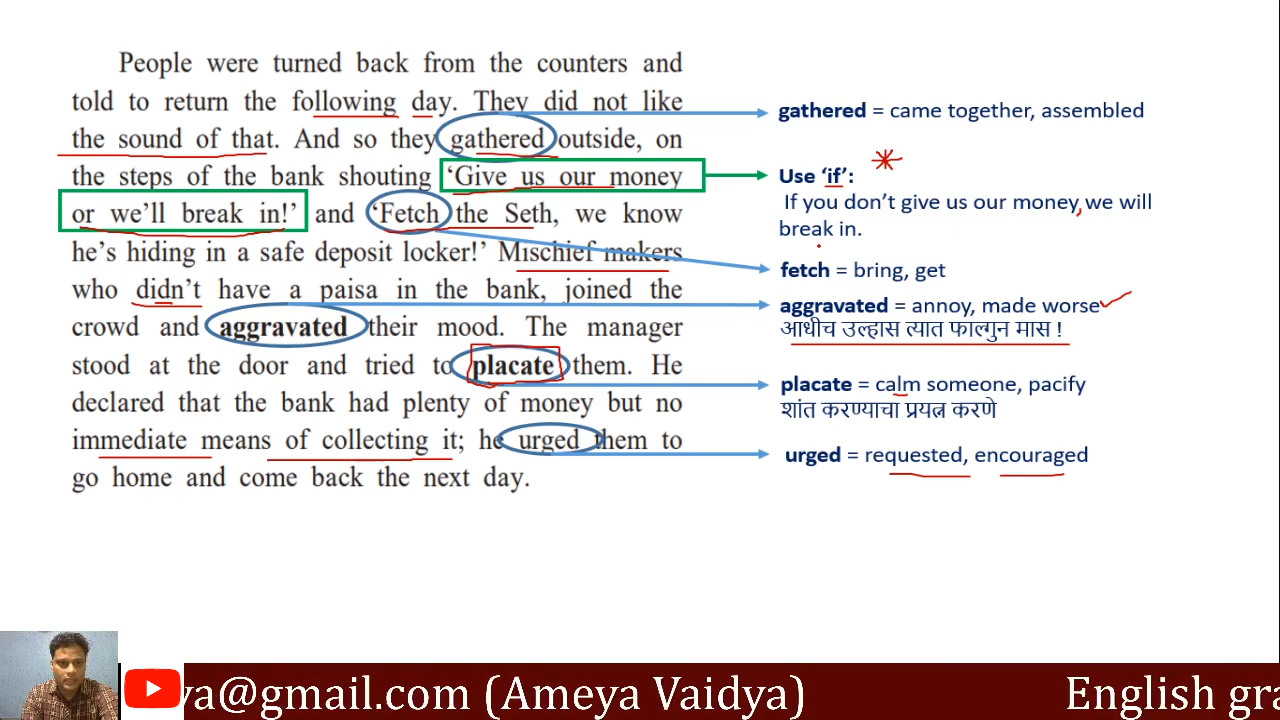 People were turned back from the counters and
told to return the following day. They did not like
the sound of that. And so they gathered outside, on
the steps of the bank shouting ‘Give us our money
or we’ll break in!’ and ‘Fetch the Seth, we know
he’s hiding in a safe deposit locker!’ Mischief makers
who didn’t have a paisa in the bank, joined the
crowd and aggravated their mood. The manager
stood at the door and tried to placate them. He
declared that the bank had plenty of money but no
immediate means of collecting it; he urged them to
go home and come back the next day.
gathered = came together, assembled
Use ‘if’:
If you don’t give us our money, we will
break in.
fetch = bring, get
aggravated = annoy, made worse
आधीच उल्हास त्यात फाल्गुन मास !
placate = calm someone, pacify
शांत करण्याचा प्रयत्न करणे
urged = requested, encouraged
ya@gmail.com (Ameya Vaidya) English gra